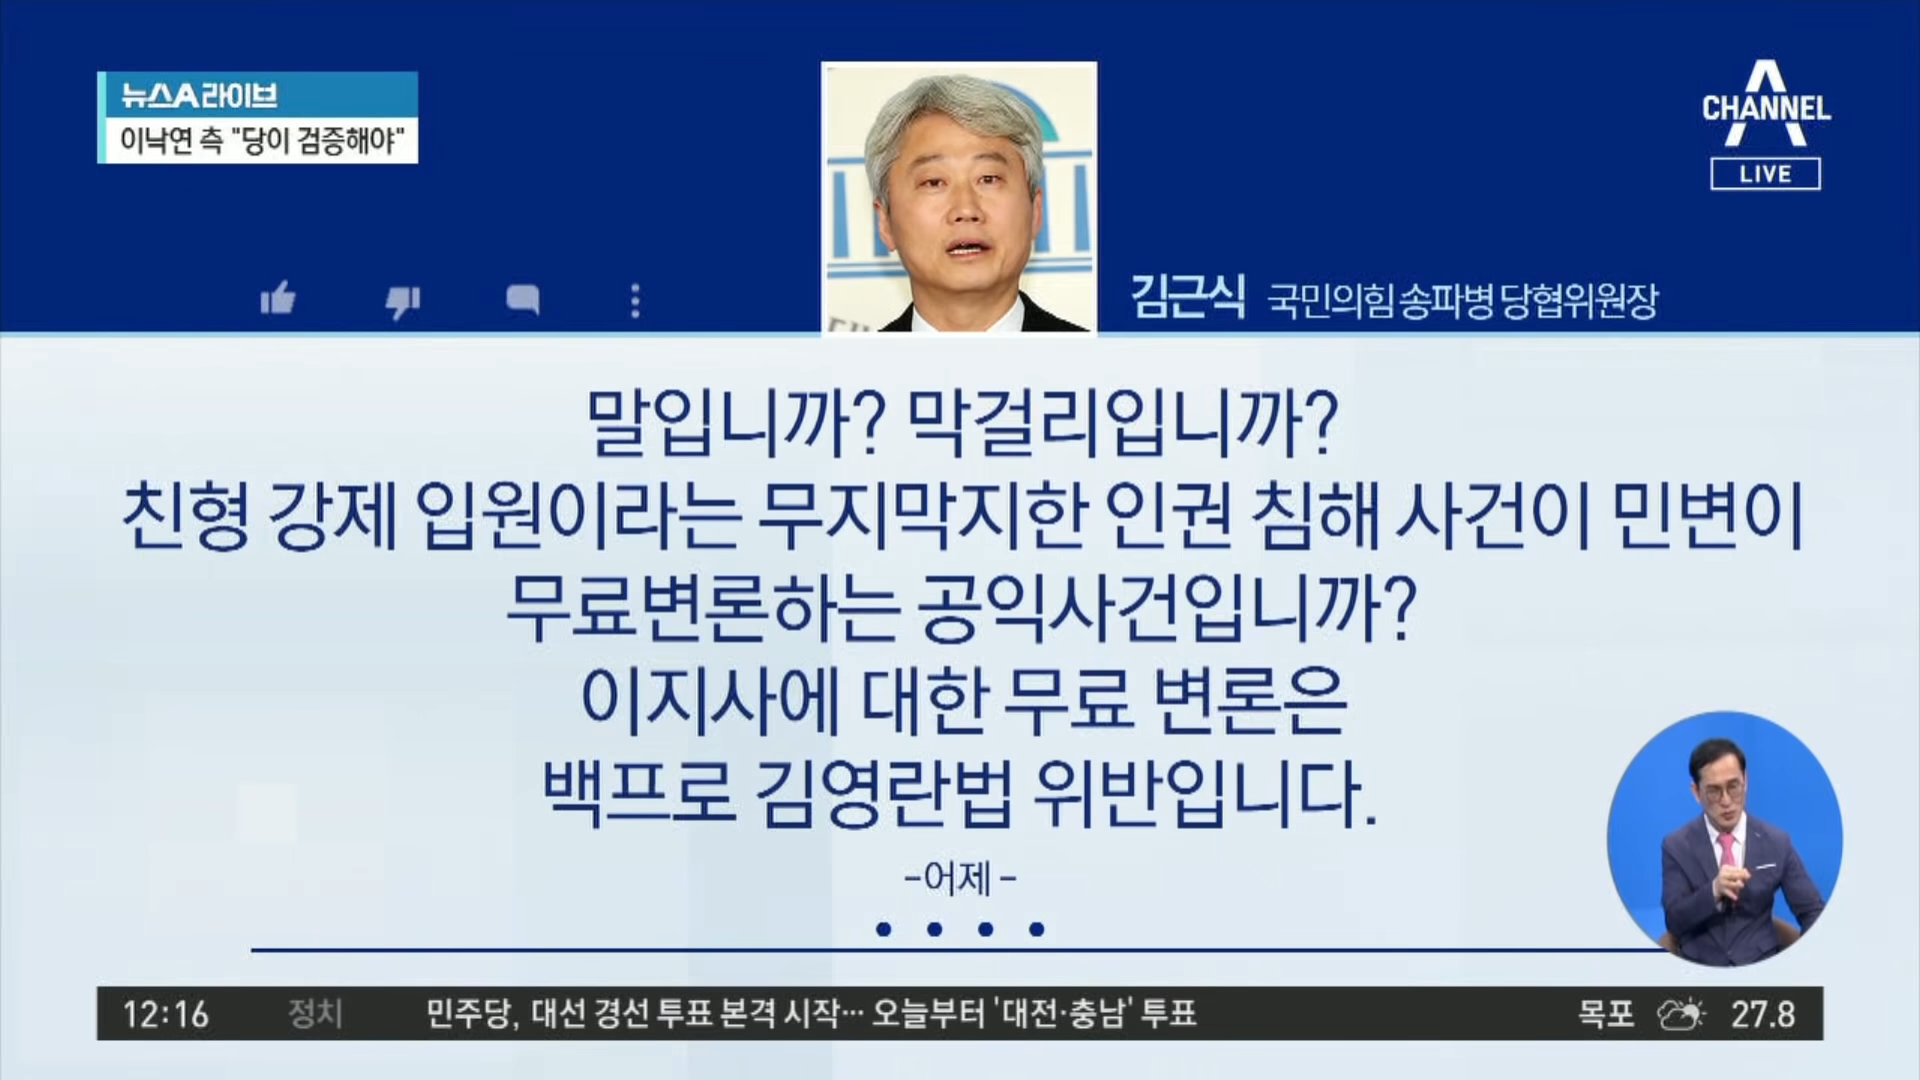 뉴스A 라이브
이낙연 측 "당이 검증해야"
CHANNEL A
LIVE
김근식 국민의힘 송파병 당협위원장
말입니까? 막걸리입니까?
친형 강제 입원이라는 무지막지한 인권 침해 사건이 민변이
무료변론하는 공익사건입니까?
이지사에 대한 무료 변론은
백프로 김영란법 위반입니다.
-어제-
12:16 정치 민주당, 대선 경선 투표 본격 시작… 오늘부터 '대전·충남' 투표 목포 27.8